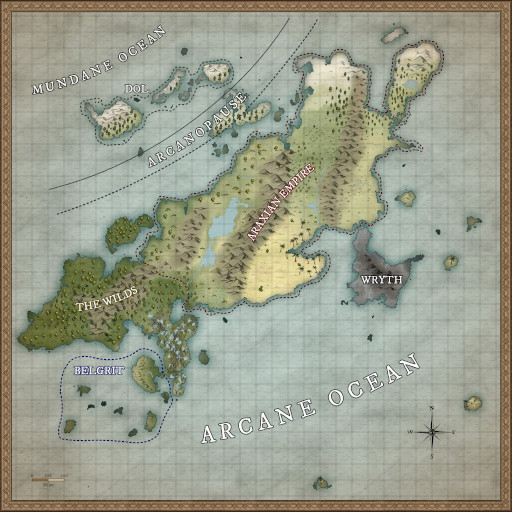 MUNDANE OCEAN
DOL
ARCANOPAUSE
ARAXIAN EMPIRE
WRYTH
THE WILDS
BELGRIT
ARCANE OCEAN
N
W
S